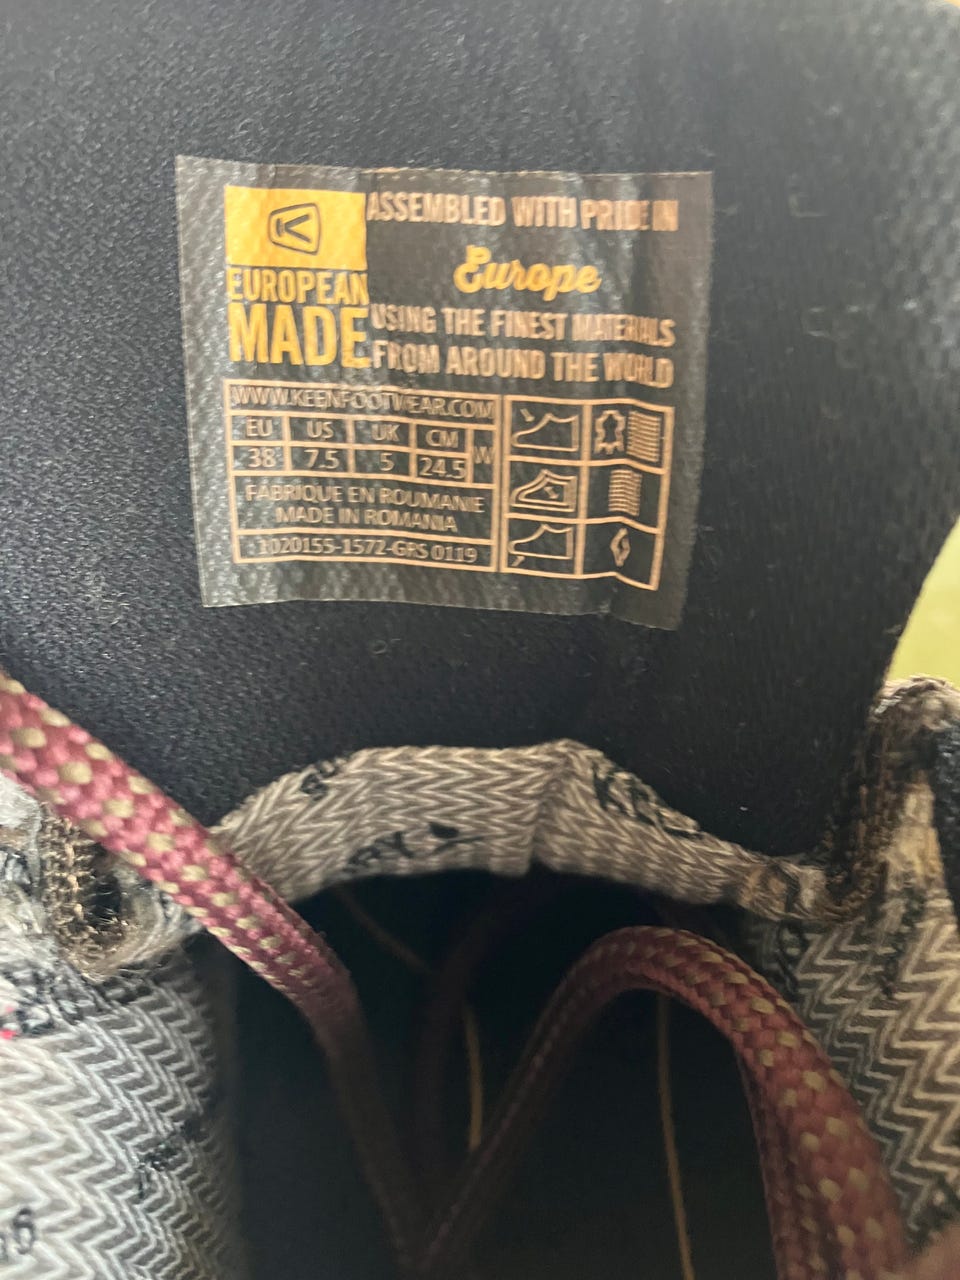 ASSEMBLED WITH PRIDE IN
Europe
EUROPEAN
MADE
USING THE FINEST MATERIALS
FROM AROUND THE WORLD
WWW.KEENFOOTWEAR.COM
EU US UK CM W
38 7.5 5 24.5
FABRIQUE EN ROUMANIE
MADE IN ROMANIA
1020155-1572-GRS 0119